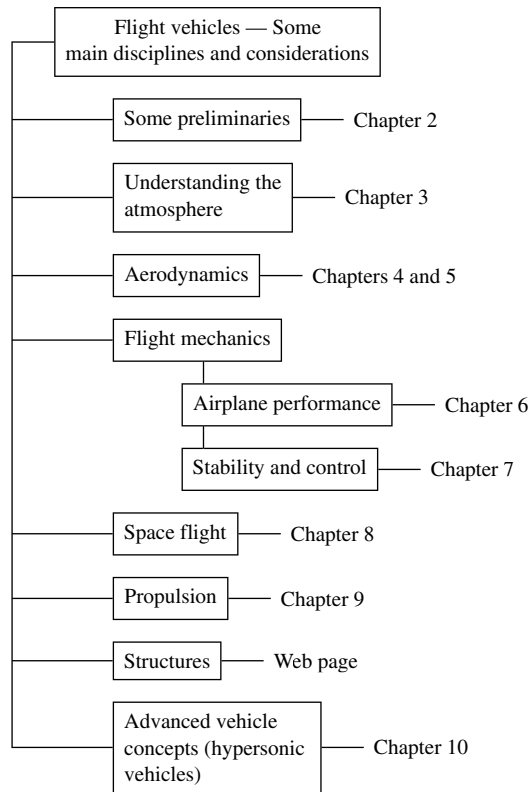 Flight vehicles — Some
main disciplines and considerations
Some preliminaries
Chapter 2
Understanding the
atmosphere
Chapter 3
Aerodynamics
Chapters 4 and 5
Flight mechanics
Airplane performance
Chapter 6
Stability and control
Chapter 7
Space flight
Chapter 8
Propulsion
Chapter 9
Structures
Web page
Advanced vehicle
concepts (hypersonic
vehicles)
Chapter 10